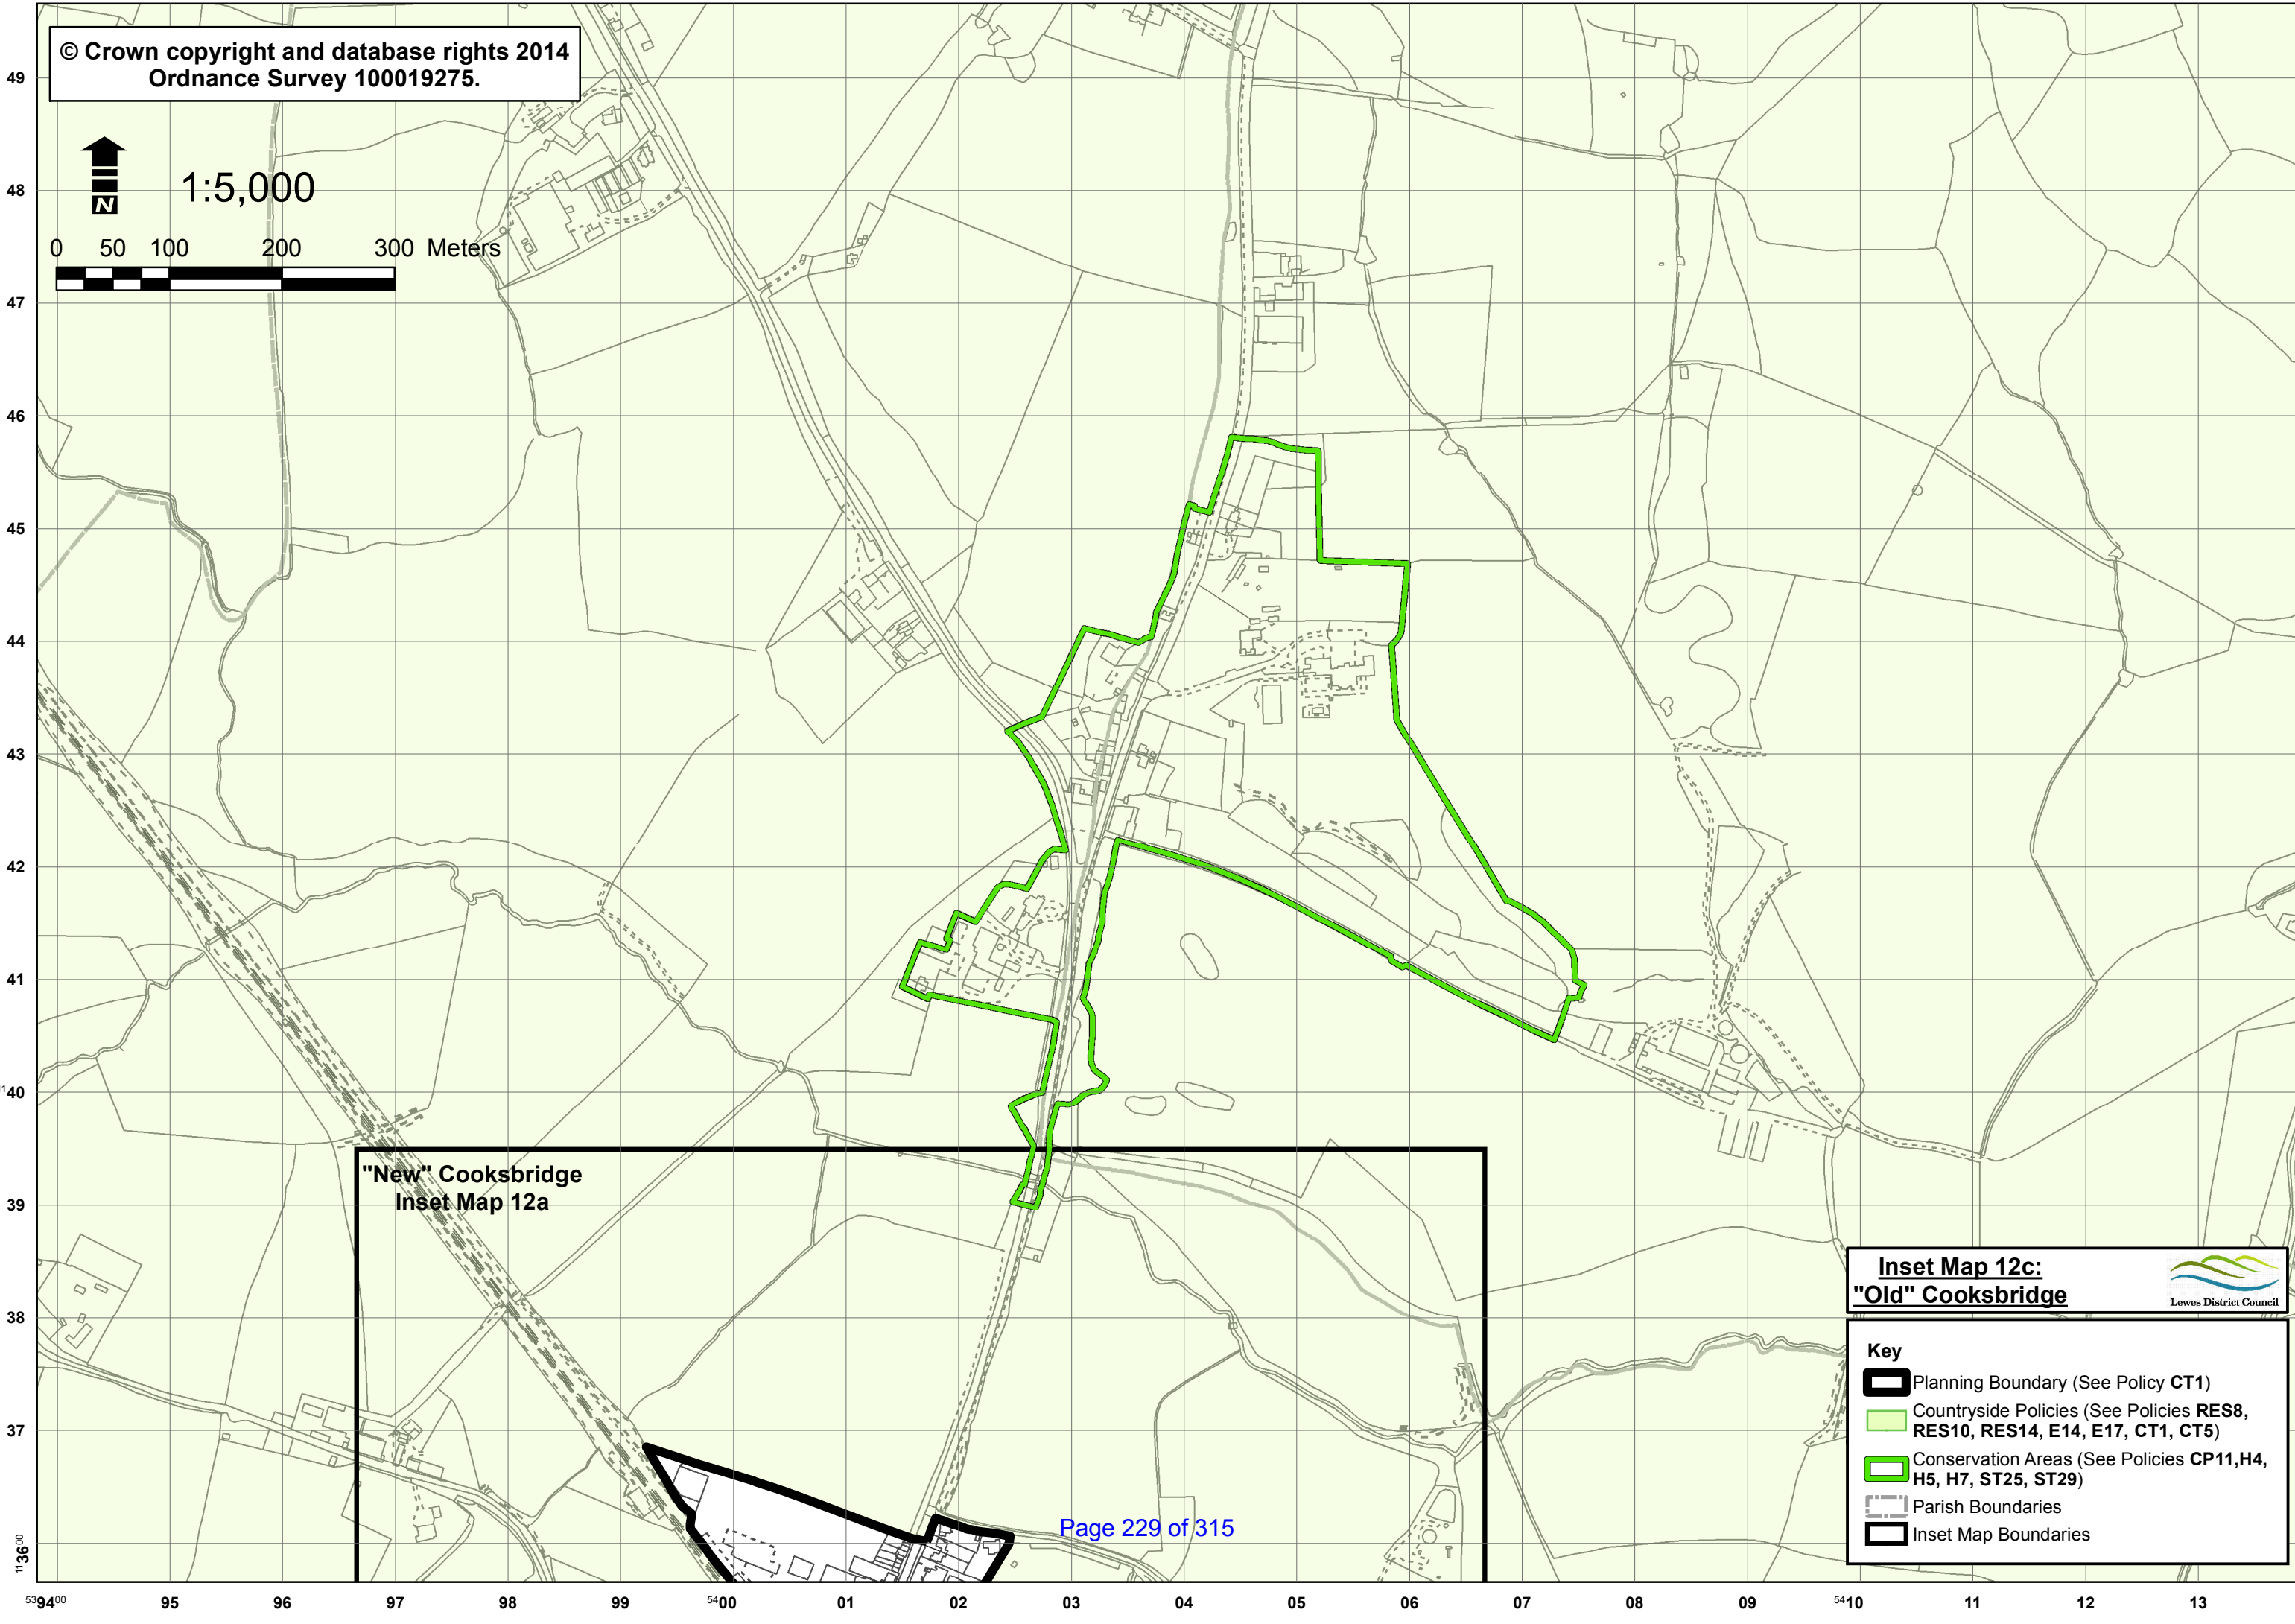 © Crown copyright and database rights 2014
Ordnance Survey 100019275.
N
1:5,000
0 50 100 200 300 Meters
49
48
47
46
45
44
43
42
41
¹40
39
38
37
¹¹36⁰⁰
"New" Cooksbridge
Inset Map 12a
Page 229 of 315
Inset Map 12c:
"Old" Cooksbridge
Lewes District Council
Key
Planning Boundary (See Policy CT1)
Countryside Policies (See Policies RES8,
RES10, RES14, E14, E17, CT1, CT5)
Conservation Areas (See Policies CP11,H4,
H5, H7, ST25, ST29)
Parish Boundaries
Inset Map Boundaries
⁵³94⁰⁰ 95 96 97 98 99 ⁵⁴00 01 02 03 04 05 06 07 08 09 ⁵⁴10 11 12 13